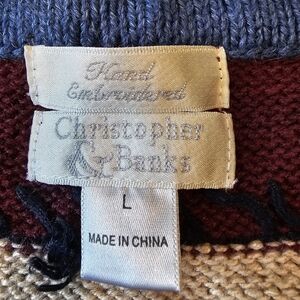 Hand
Embroidered
Christopher
& Banks
L
MADE IN CHINA